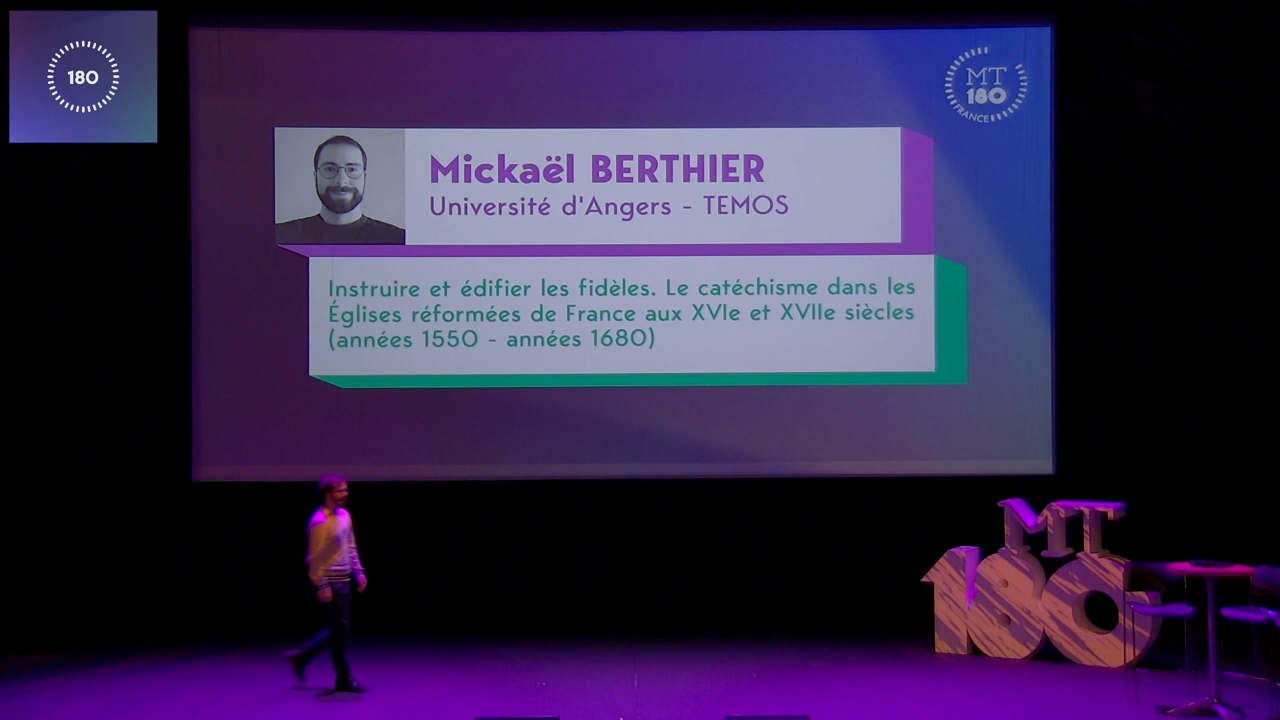 180
MT
180
FRANCE
Mickaël BERTHIER
Université d'Angers - TEMOS
Instruire et édifier les fidèles. Le catéchisme dans les
Églises réformées de France aux XVIe et XVIIe siècles
(années 1550 - années 1680)
MT
180